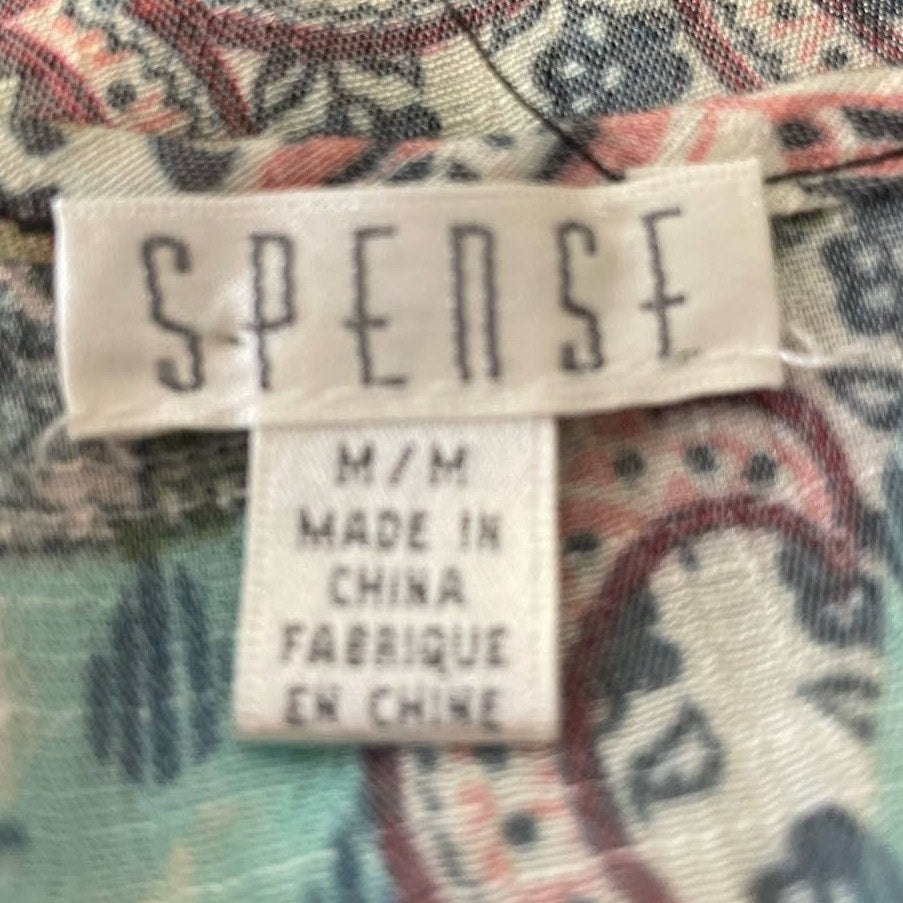 SPENSE
M/M
MADE IN
CHINA
FABRIQUE
EN CHINE